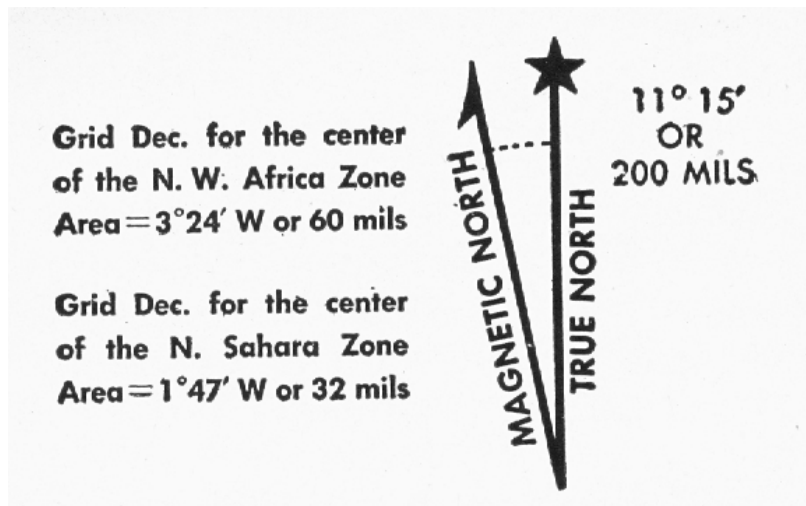 Grid Dec. for the center
of the N. W. Africa Zone
Area=3°24′ W or 60 mils
Grid Dec. for the center
of the N. Sahara Zone
Area=1°47′ W or 32 mils
MAGNETIC NORTH
TRUE NORTH
11° 15′
OR
200 MILS